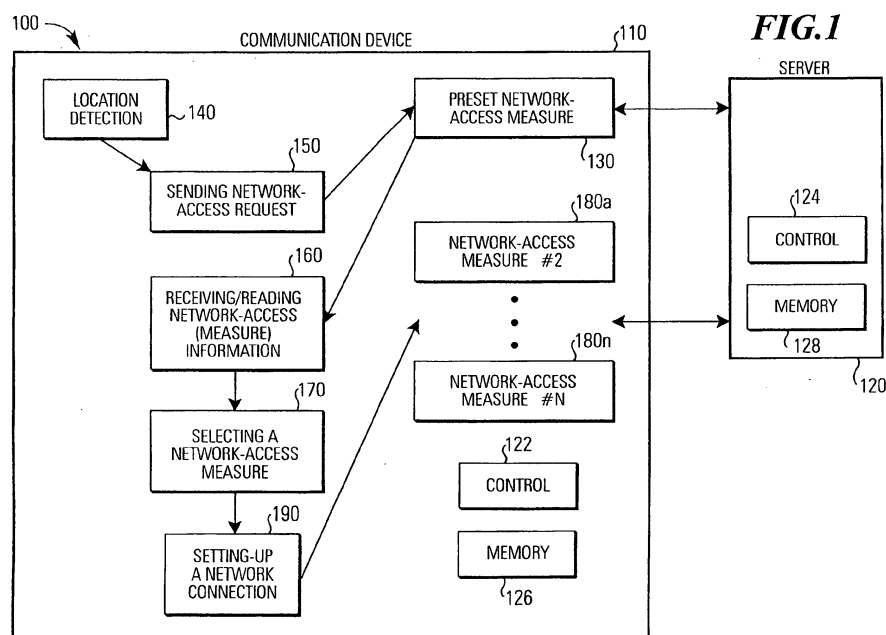 100
COMMUNICATION DEVICE
110
FIG.1
SERVER
LOCATION
DETECTION
140
PRESET NETWORK-
ACCESS MEASURE
130
150
SENDING NETWORK-
ACCESS REQUEST
180a
NETWORK-ACCESS
MEASURE #2
124
CONTROL
160
RECEIVING/READING
NETWORK-ACCESS
(MEASURE)
INFORMATION
MEMORY
128
120
180n
NETWORK-ACCESS
MEASURE #N
170
SELECTING A
NETWORK-ACCESS
MEASURE
122
CONTROL
190
SETTING-UP
A NETWORK
CONNECTION
MEMORY
126